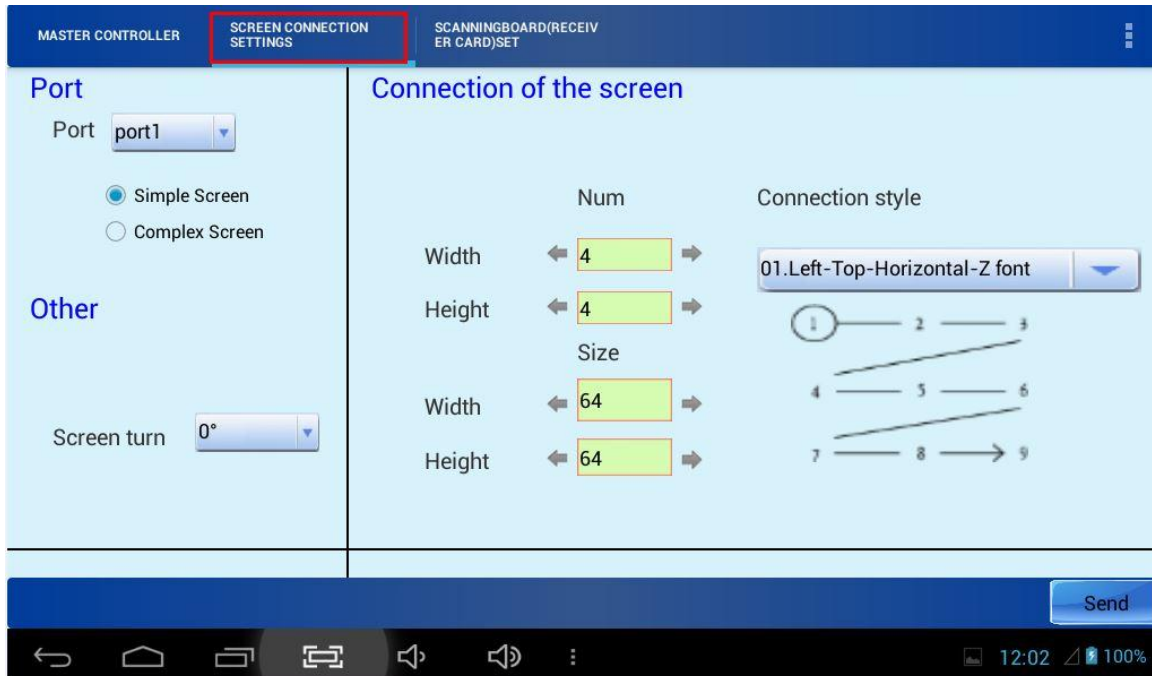 MASTER CONTROLLER
SCREEN CONNECTION
SETTINGS
SCANNINGBOARD(RECEIV
ER CARD)SET
Port
Port port1
Simple Screen
Complex Screen
Other
Screen turn 0°
Connection of the screen
Num
Width 4
Height 4
Size
Width 64
Height 64
Connection style
01.Left-Top-Horizontal-Z font
1 2 3
4 5 6
7 8 9
Send
12:02 100%